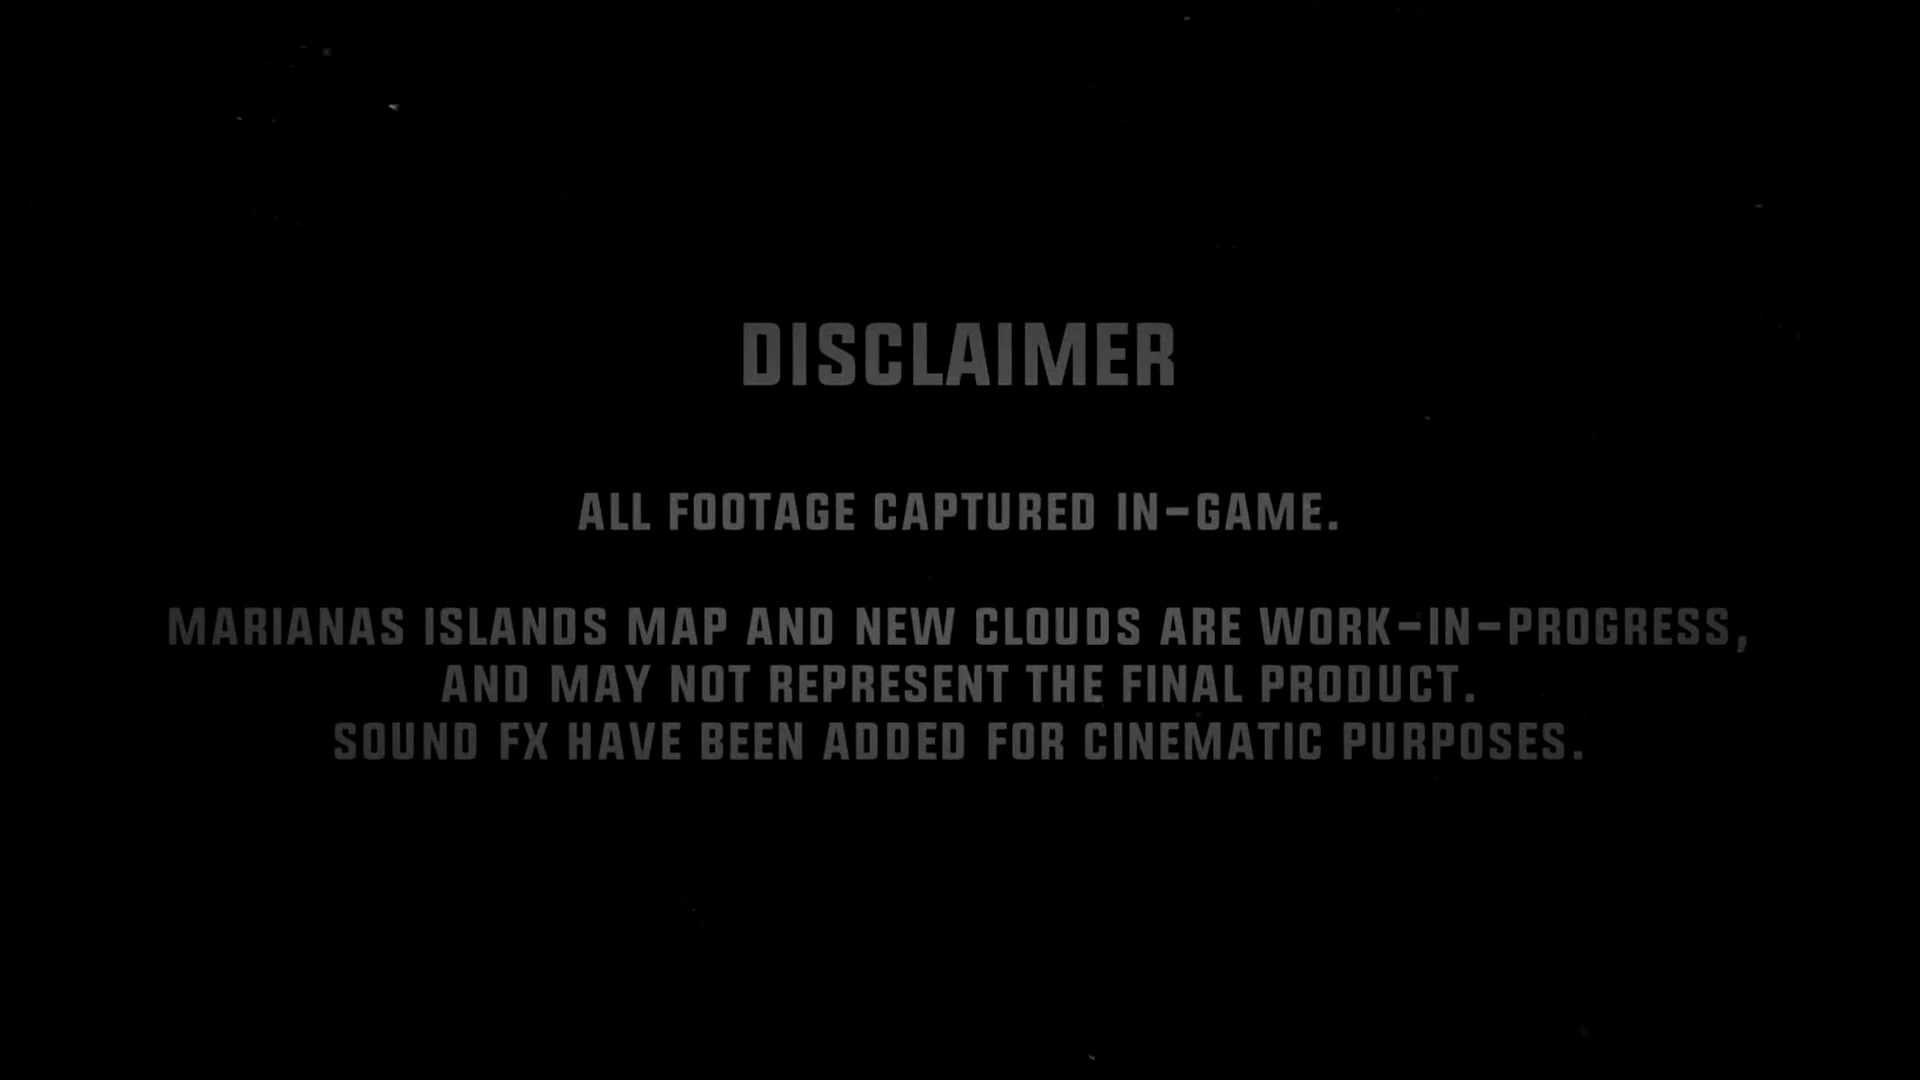 DISCLAIMER
ALL FOOTAGE CAPTURED IN-GAME.
MARIANAS ISLANDS MAP AND NEW CLOUDS ARE WORK-IN-PROGRESS,
AND MAY NOT REPRESENT THE FINAL PRODUCT.
SOUND FX HAVE BEEN ADDED FOR CINEMATIC PURPOSES.